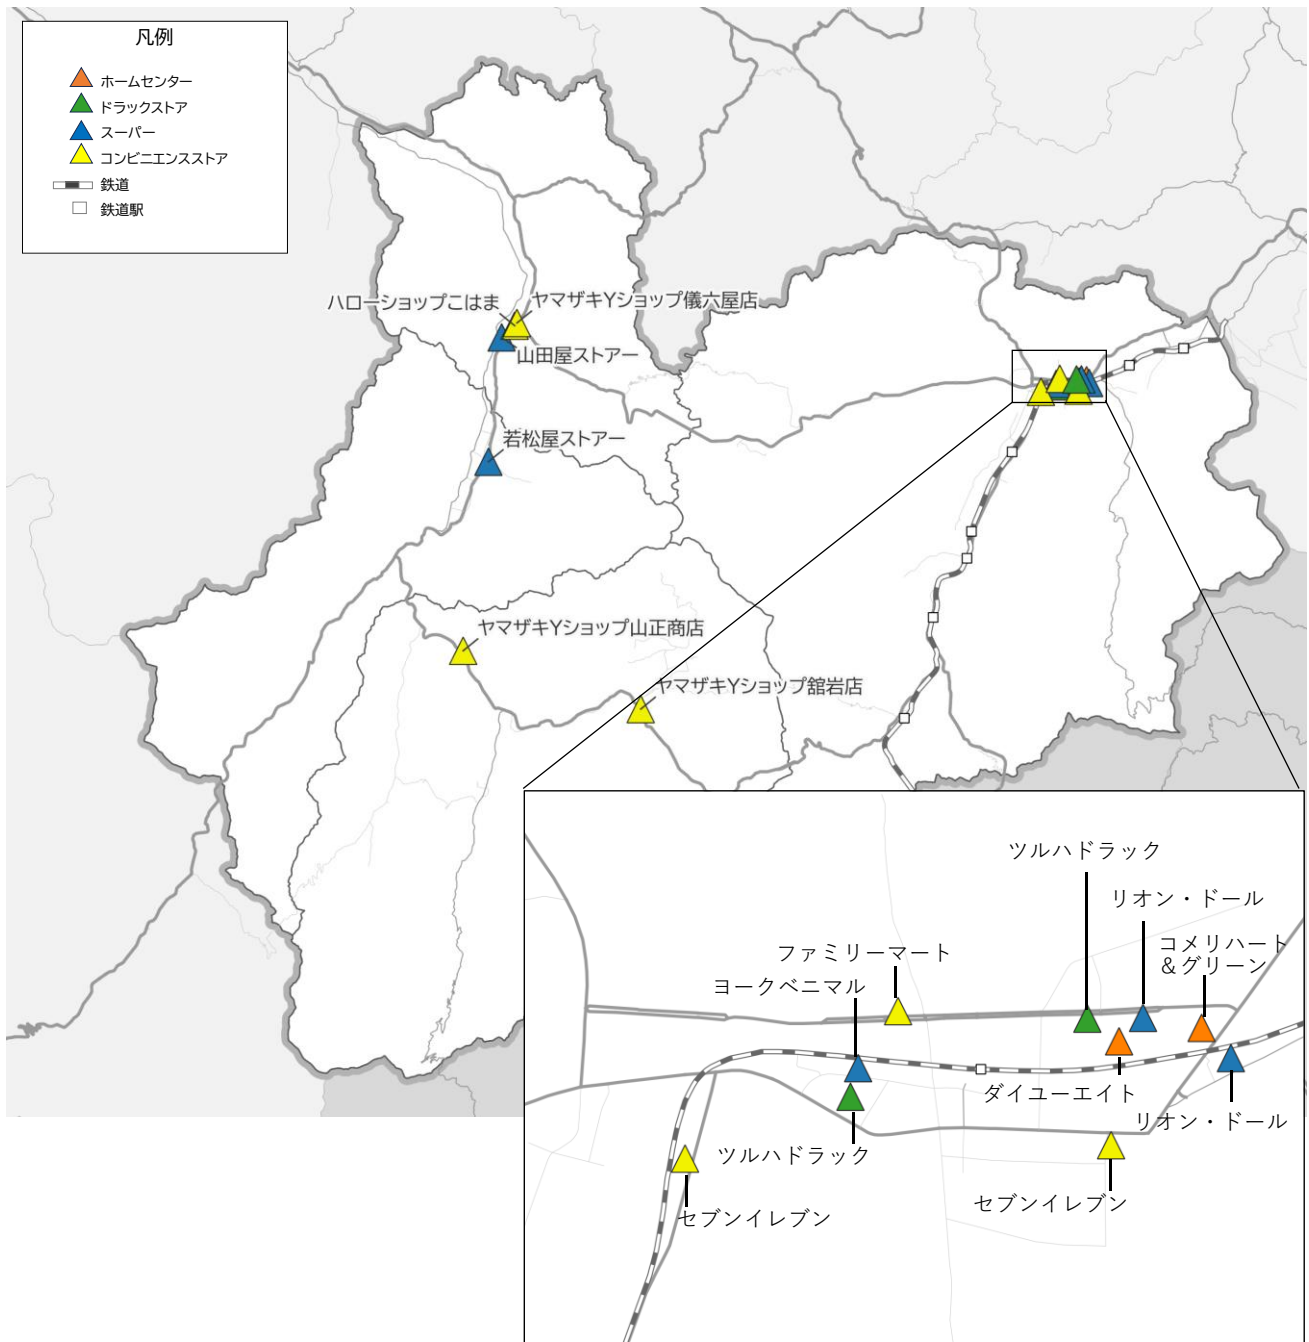 凡例
ホームセンター
ドラックストア
スーパー
コンビニエンスストア
鉄道
鉄道駅
ハローショップこはま
ヤマザキYショップ儀六屋店
山田屋ストアー
若松屋ストアー
ヤマザキYショップ山正商店
ヤマザキYショップ舘岩店
ツルハドラック
リオン・ドール
コメリハート
&グリーン
ファミリーマート
ヨークベニマル
ダイユーエイト
リオン・ドール
ツルハドラック
セブンイレブン
セブンイレブン